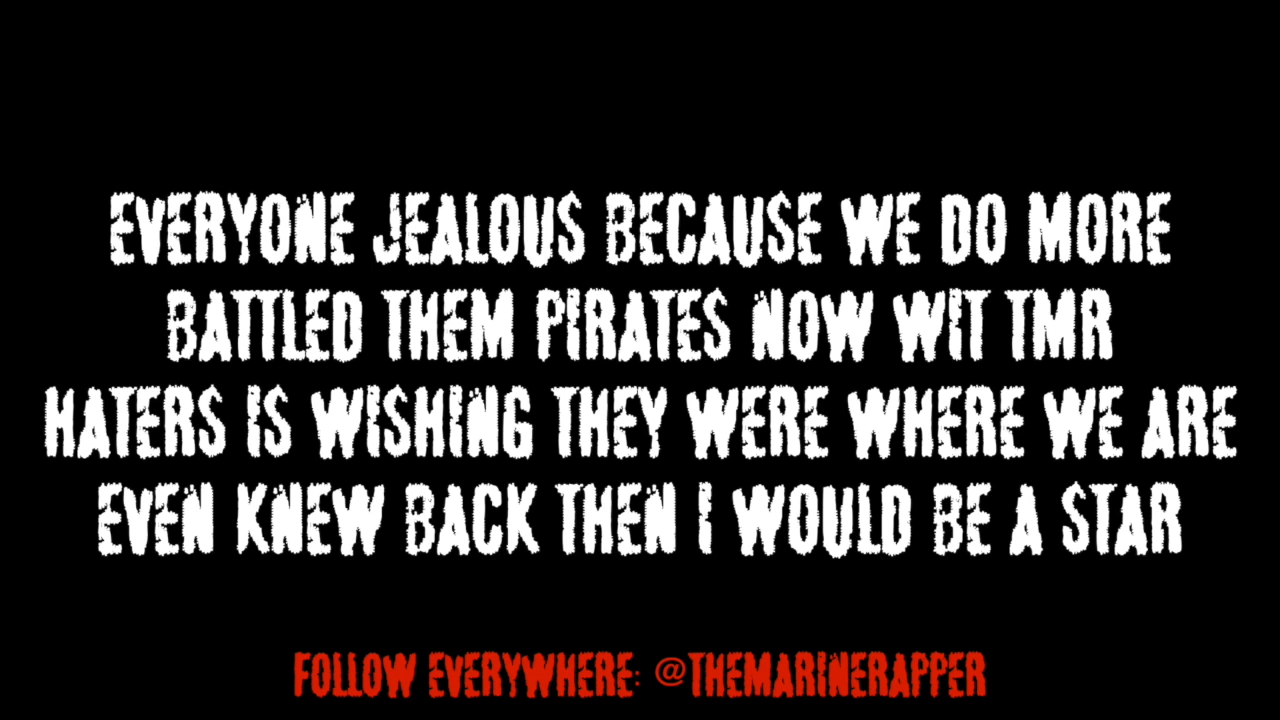 EVERYONE JEALOUS BECAUSE WE DO MORE
BATTLED THEM PIRATES NOW WIT TMR
HATERS IS WISHING THEY WERE WHERE WE ARE
EVEN KNEW BACK THEN I WOULD BE A STAR
FOLLOW EVERYWHERE: @THEMARINERAPPER